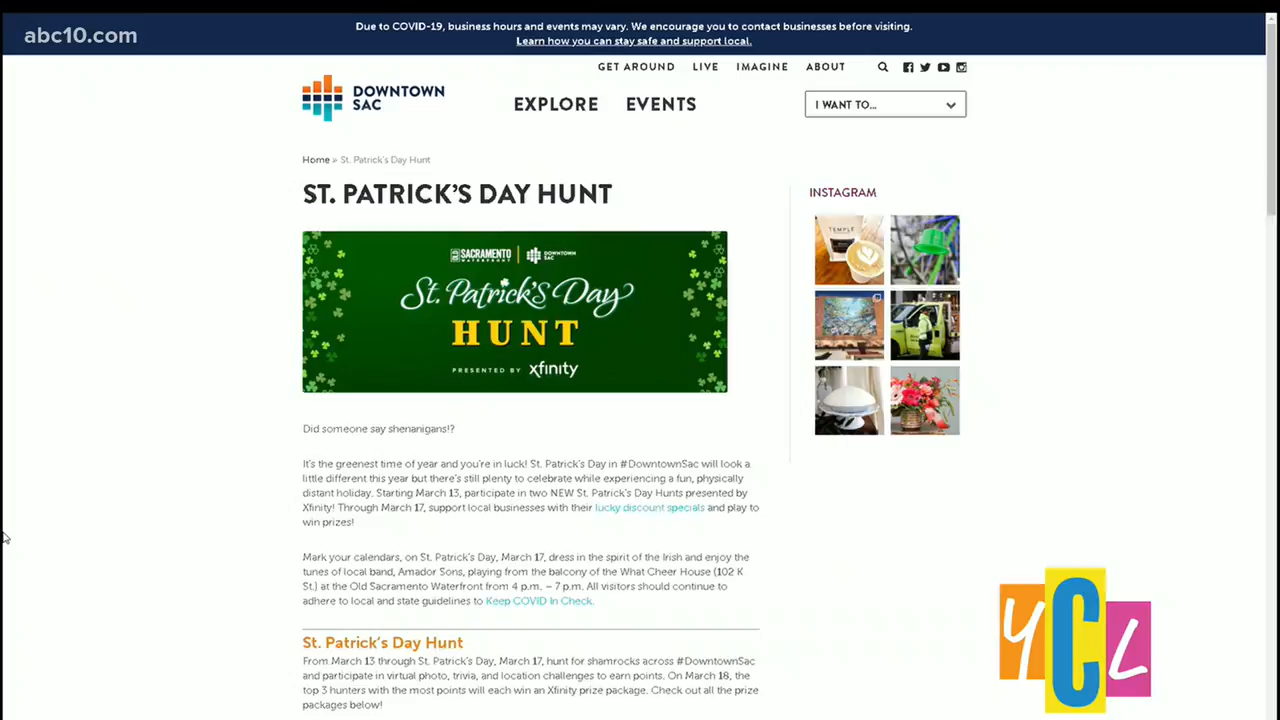 abc10.com
Due to COVID-19, business hours and events may vary. We encourage you to contact businesses before visiting.
Learn how you can stay safe and support local.
GET AROUND LIVE IMAGINE ABOUT
DOWNTOWN
SAC
EXPLORE EVENTS
I WANT TO...
Home » St. Patrick's Day Hunt
ST. PATRICK'S DAY HUNT
INSTAGRAM
SACRAMENTO
WATERFRONT
DOWNTOWN
SAC
St. Patrick's Day
HUNT
PRESENTED BY xfinity
TEMPLE
Did someone say shenanigans!?
It's the greenest time of year and you're in luck! St. Patrick's Day in #DowntownSac will look a
little different this year but there's still plenty to celebrate while experiencing a fun, physically
distant holiday. Starting March 13, participate in two NEW St. Patrick's Day Hunts presented by
Xfinity! Through March 17, support local businesses with their lucky discount specials and play to
win prizes!
Mark your calendars, on St. Patrick's Day, March 17, dress in the spirit of the Irish and enjoy the
tunes of local band, Amador Sons, playing from the balcony of the What Cheer House (102 K
St.) at the Old Sacramento Waterfront from 4 p.m. – 7 p.m. All visitors should continue to
adhere to local and state guidelines to Keep COVID In Check.
St. Patrick's Day Hunt
From March 13 through St. Patrick's Day, March 17, hunt for shamrocks across #DowntownSac
and participate in virtual photo, trivia, and location challenges to earn points. On March 18, the
top 3 hunters with the most points will each win an Xfinity prize package. Check out all the prize
packages below!
YCL